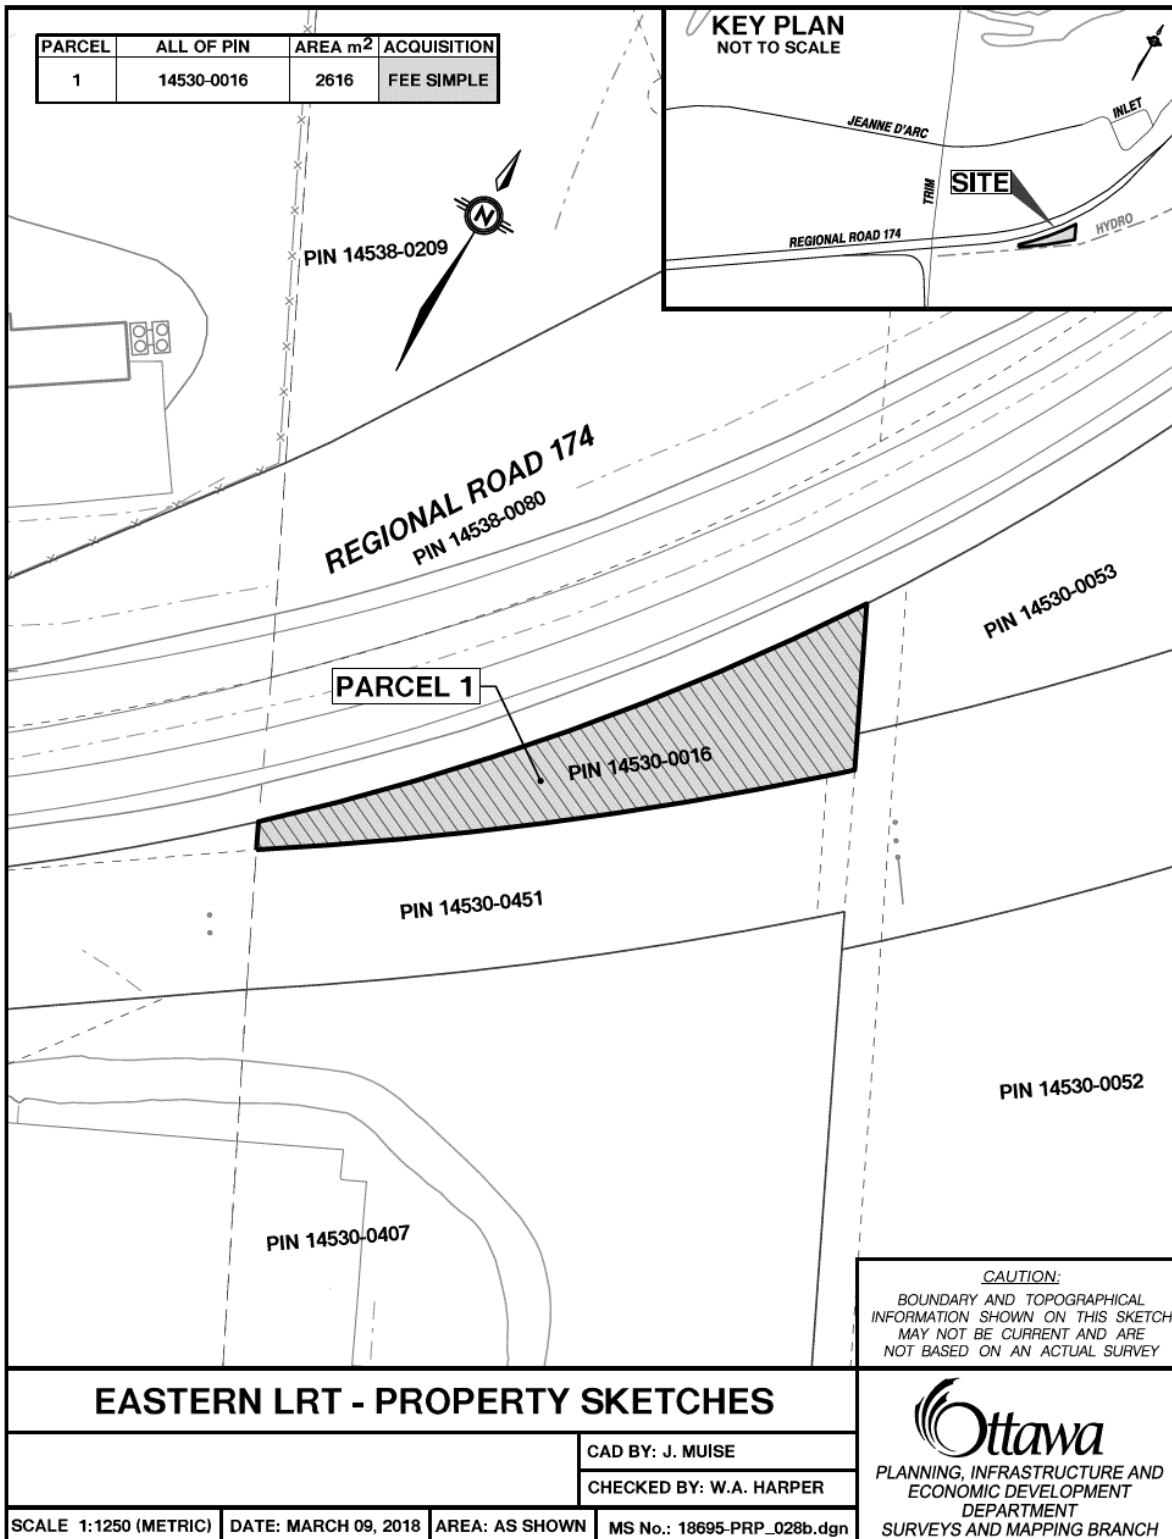 PARCEL ALL OF PIN AREA m² ACQUISITION
1 14530-0016 2616 FEE SIMPLE
KEY PLAN
NOT TO SCALE
JEANNE D'ARC
INLET
TRIM
SITE
HYDRO
REGIONAL ROAD 174
N
PIN 14538-0209
REGIONAL ROAD 174
PIN 14538-0080
PIN 14530-0053
PARCEL 1
PIN 14530-0016
PIN 14530-0451
PIN 14530-0052
PIN 14530-0407
CAUTION:
BOUNDARY AND TOPOGRAPHICAL
INFORMATION SHOWN ON THIS SKETCH
MAY NOT BE CURRENT AND ARE
NOT BASED ON AN ACTUAL SURVEY
EASTERN LRT - PROPERTY SKETCHES
CAD BY: J. MUISE
CHECKED BY: W.A. HARPER
SCALE 1:1250 (METRIC) DATE: MARCH 09, 2018 AREA: AS SHOWN MS No.: 18695-PRP_028b.dgn
Ottawa
PLANNING, INFRASTRUCTURE AND
ECONOMIC DEVELOPMENT
DEPARTMENT
SURVEYS AND MAPPING BRANCH